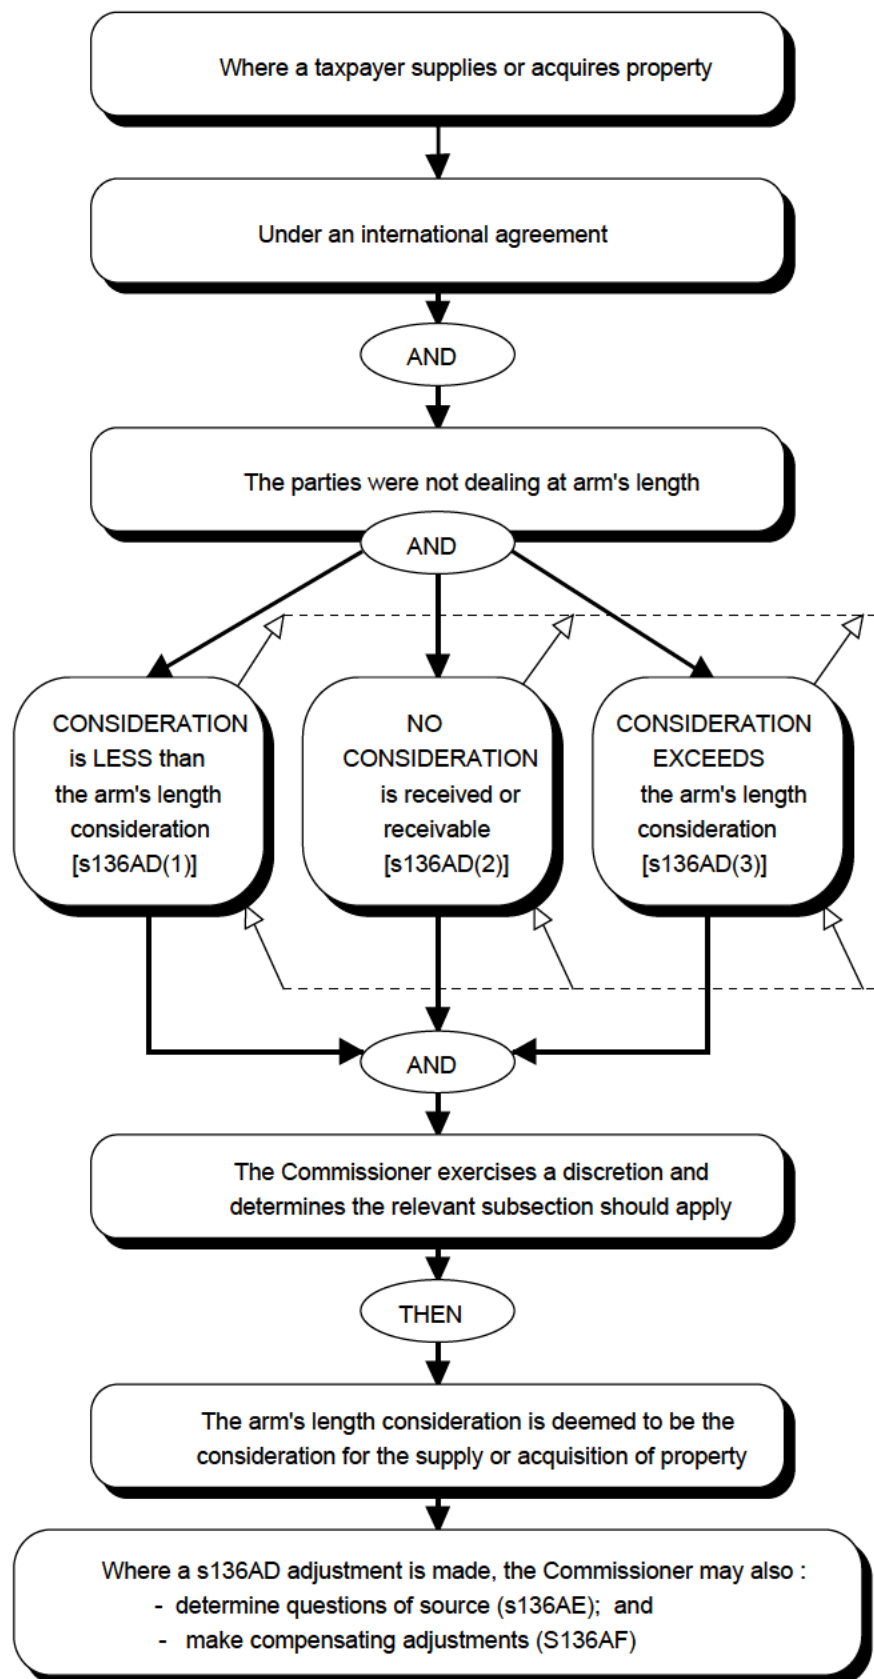 Where a taxpayer supplies or acquires property
Under an international agreement
AND
The parties were not dealing at arm's length
AND
CONSIDERATION
is LESS than
the arm's length
consideration
[s136AD(1)]
NO
CONSIDERATION
is received or
receivable
[s136AD(2)]
CONSIDERATION
EXCEEDS
the arm's length
consideration
[s136AD(3)]
AND
The Commissioner exercises a discretion and
determines the relevant subsection should apply
THEN
The arm's length consideration is deemed to be the
consideration for the supply or acquisition of property
Where a s136AD adjustment is made, the Commissioner may also :
- determine questions of source (s136AE); and
- make compensating adjustments (S136AF)